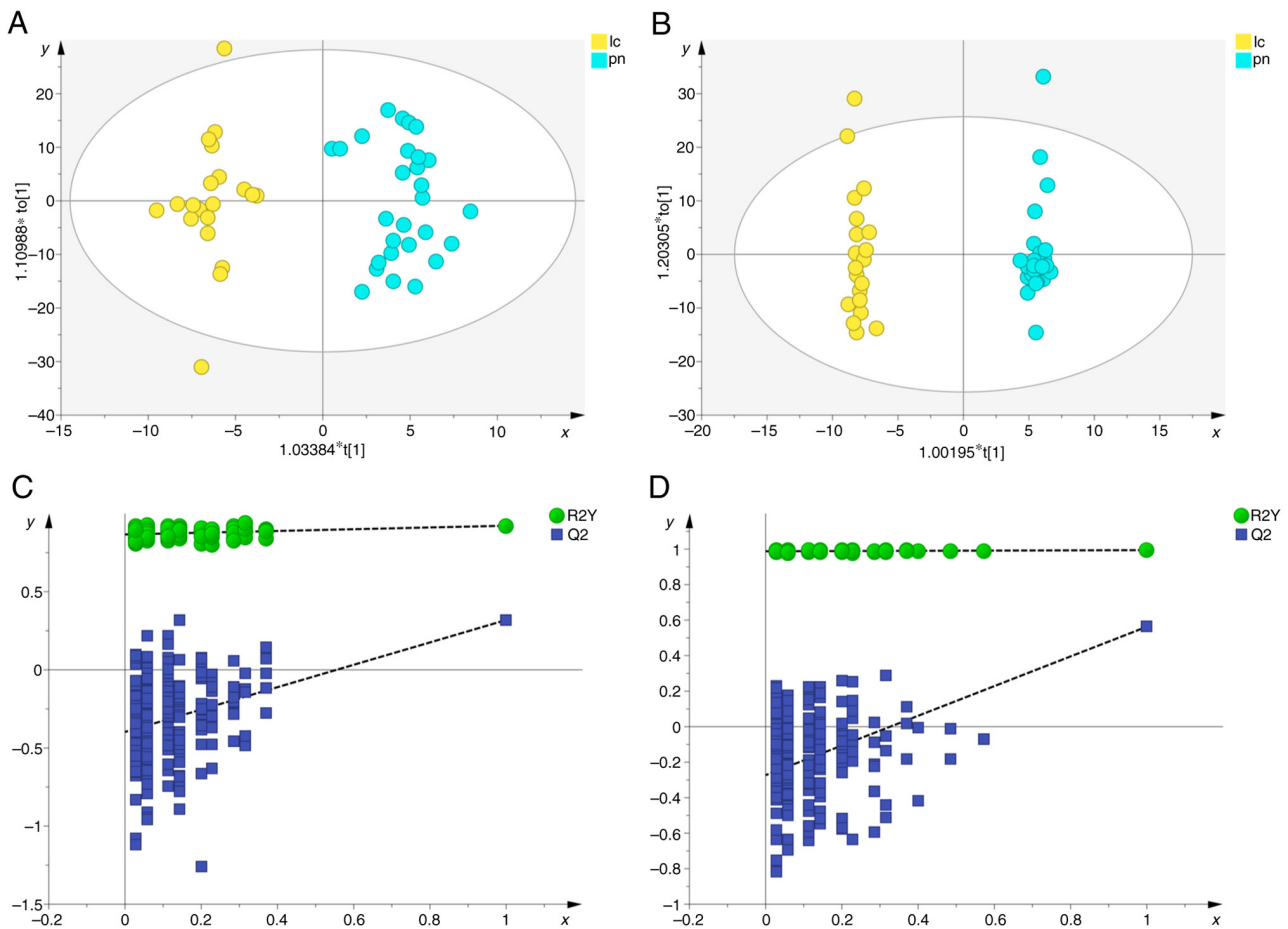 A
y
lc
pn
20
10
0
−10
−20
−30
−40
−15
−10
−5
0
5
10
x
1.10988* to[1]
1.03384*t[1]
B
y
lc
pn
30
20
10
0
−10
−20
−30
−20
−15
−10
−5
0
5
10
15
x
1.20305*to[1]
1.00195*t[1]
C
y
R2Y
Q2
0.5
0
−0.5
−1
−1.5
−0.2
0
0.2
0.4
0.6
0.8
1
x
D
y
R2Y
Q2
1
0.8
0.6
0.4
0.2
0
−0.2
−0.4
−0.6
−0.8
−1
−0.2
0
0.2
0.4
0.6
0.8
1
x